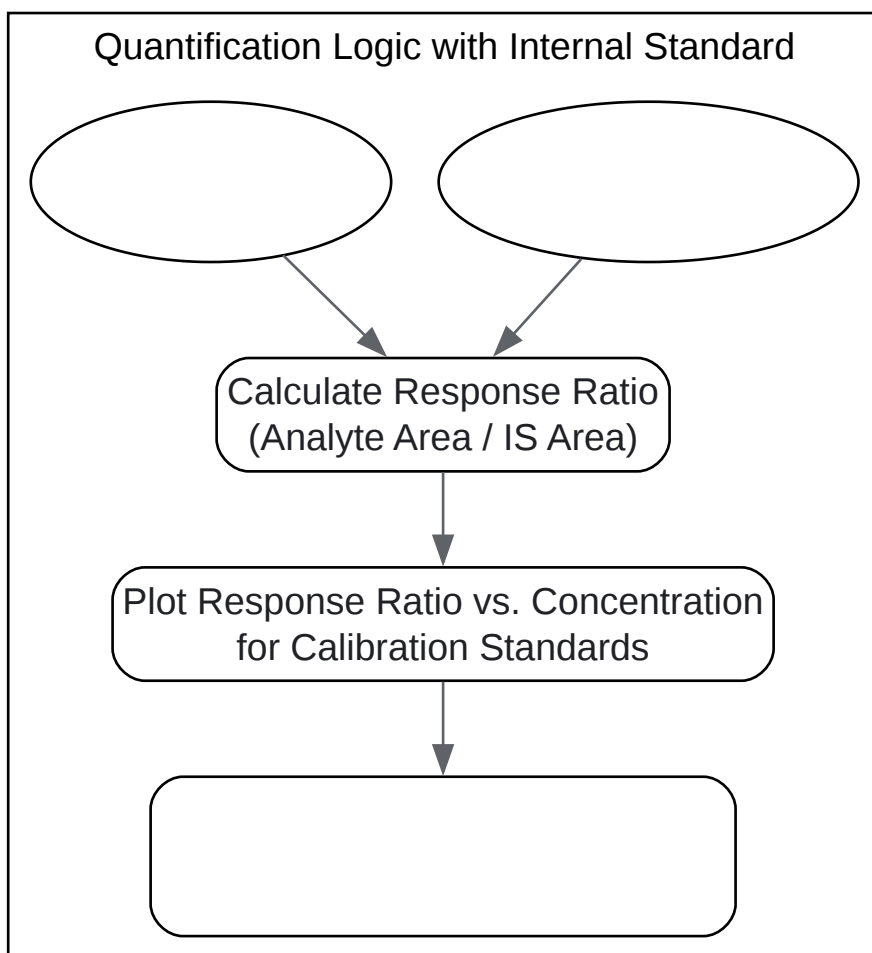 Quantification Logic with Internal Standard
Calculate Response Ratio
(Analyte Area / IS Area)
Plot Response Ratio vs. Concentration
for Calibration Standards